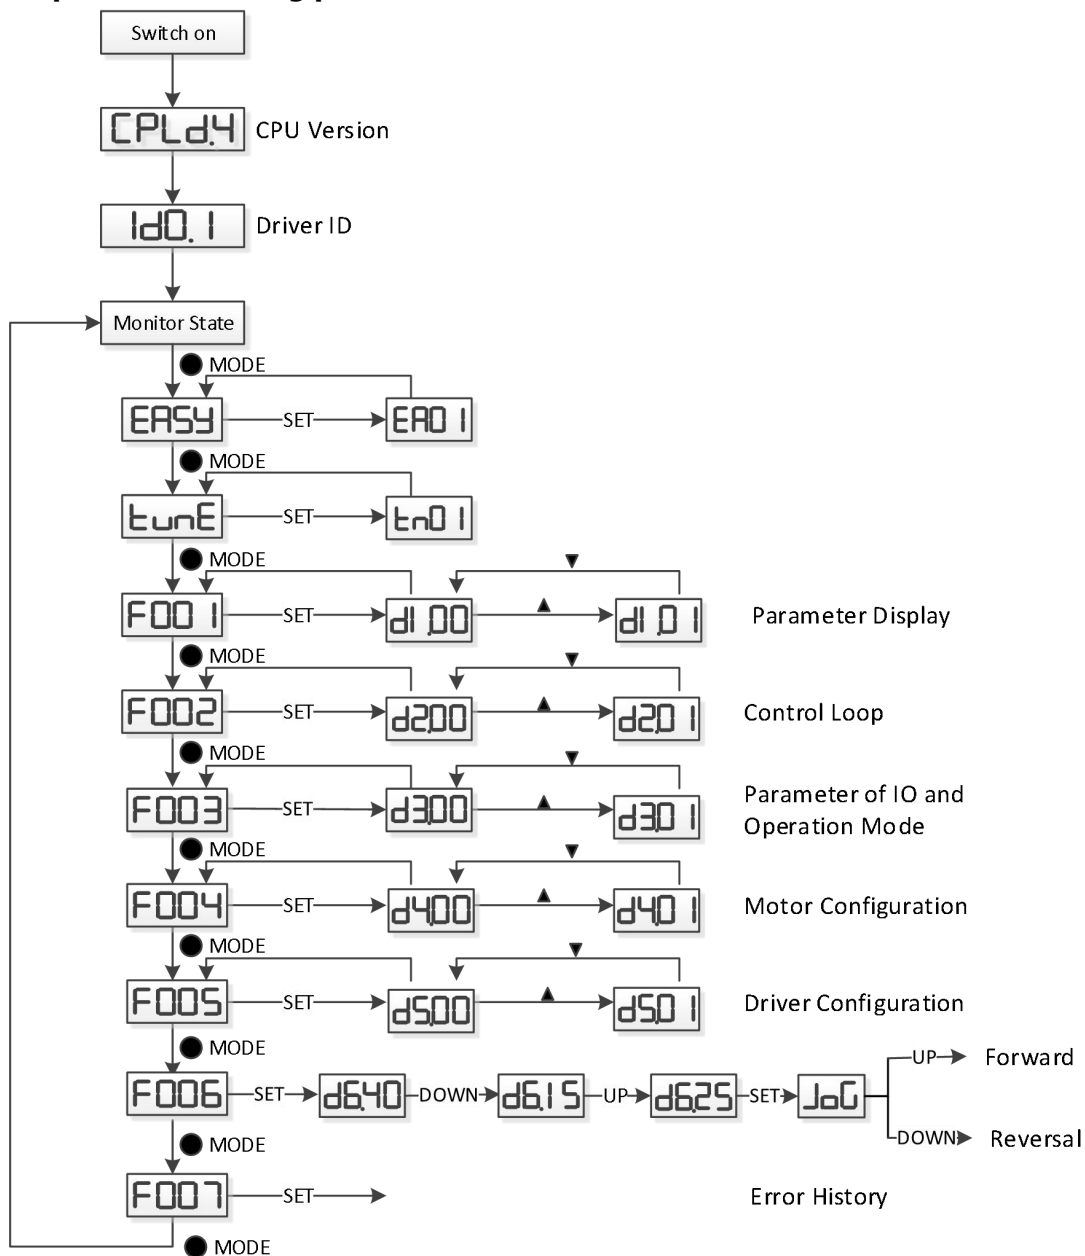 Switch on
CPLd.4 CPU Version
IdO. 1 Driver ID
Monitor State
MODE
EASY SET EA01
MODE
tunE SET tn01
MODE
F001 SET d1.00 ▲ ▼ d1.01 Parameter Display
MODE
F002 SET d2.00 ▲ ▼ d2.01 Control Loop
MODE
F003 SET d3.00 ▲ ▼ d3.01 Parameter of IO and
Operation Mode
MODE
F004 SET d4.00 ▲ ▼ d4.01 Motor Configuration
MODE
F005 SET d5.00 ▲ ▼ d5.01 Driver Configuration
MODE
UP Forward
F006 SET d6.40 DOWN d6.15 UP d6.25 SET JoG
DOWN Reversal
MODE
F007 SET Error History
MODE